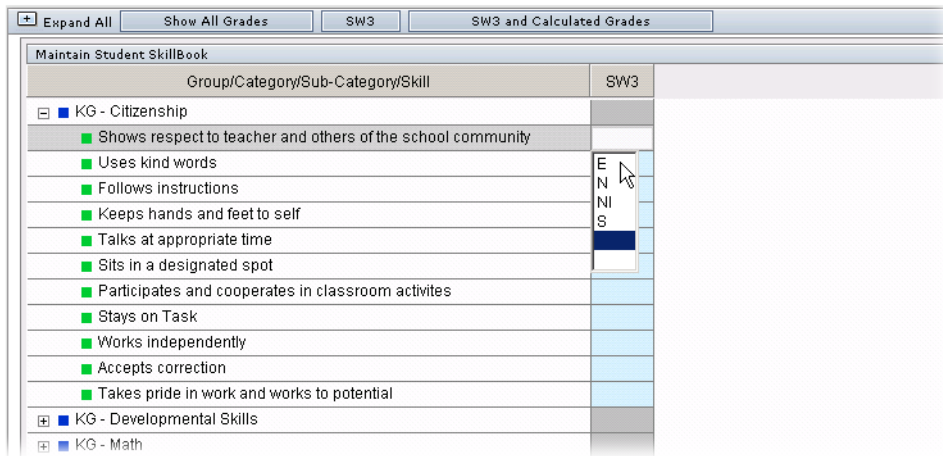 Expand All Show All Grades SW3 SW3 and Calculated Grades
Maintain Student SkillBook
Group/Category/Sub-Category/Skill SW3
KG - Citizenship
Shows respect to teacher and others of the school community
Uses kind words
E
Follows instructions
N
NI
Keeps hands and feet to self
S
Talks at appropriate time
Sits in a designated spot
Participates and cooperates in classroom activites
Stays on Task
Works independently
Accepts correction
Takes pride in work and works to potential
KG - Developmental Skills
KG - Math